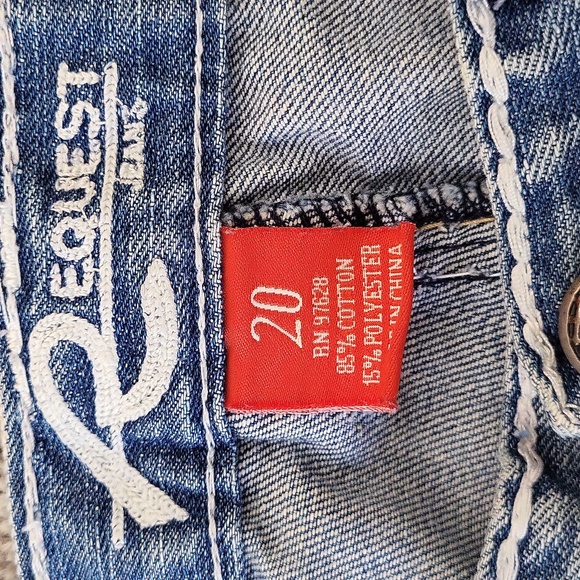 REQUEST
JEANS
20
RN 97628
85% COTTON
15% POLYESTER
IN CHINA